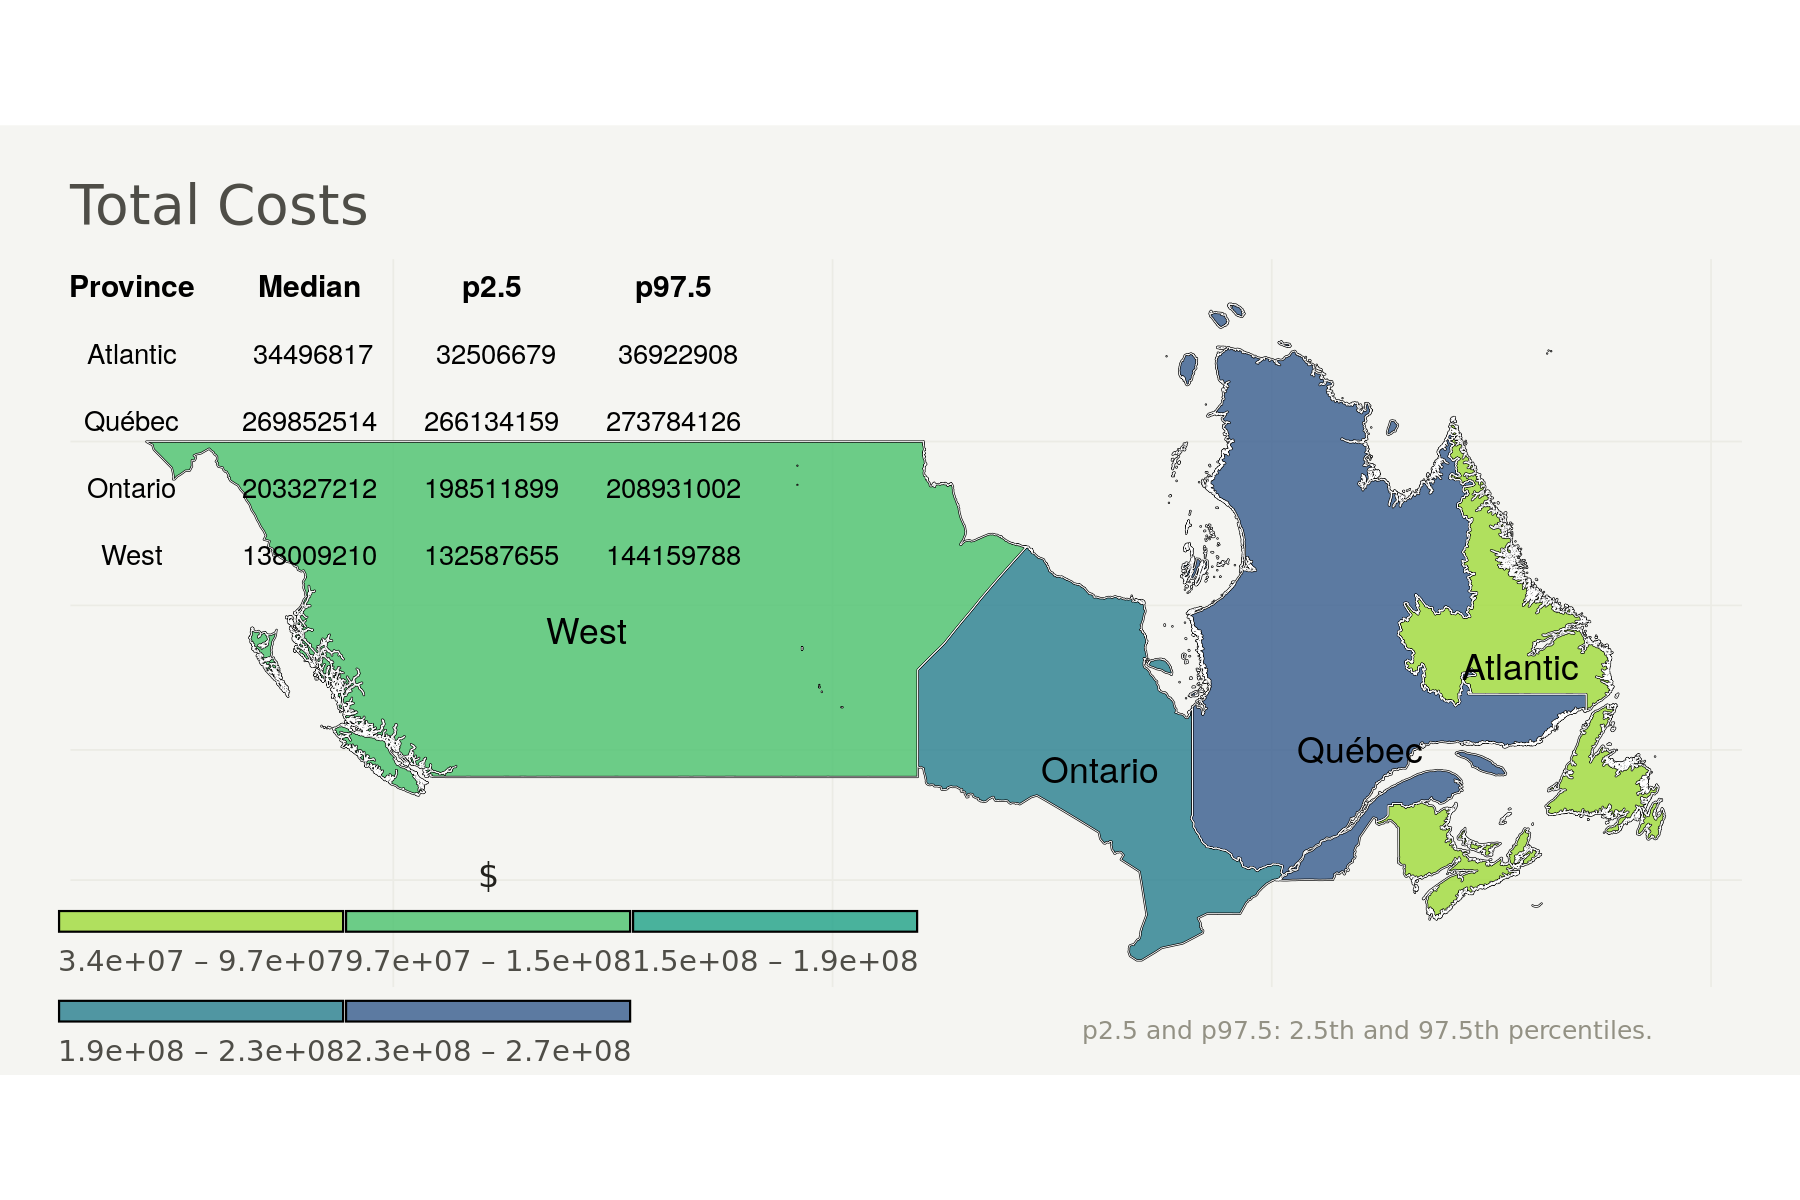 Total Costs
Province Median p2.5 p97.5
Atlantic 34496817 32506679 36922908
Québec 269852514 266134159 273784126
Ontario 203327212 198511899 208931002
West 138009210 132587655 144159788
West
Atlantic
Québec
Ontario
$
3.4e+07 – 9.7e+07 9.7e+07 – 1.5e+08 1.5e+08 – 1.9e+08
1.9e+08 – 2.3e+08 2.3e+08 – 2.7e+08
p2.5 and p97.5: 2.5th and 97.5th percentiles.